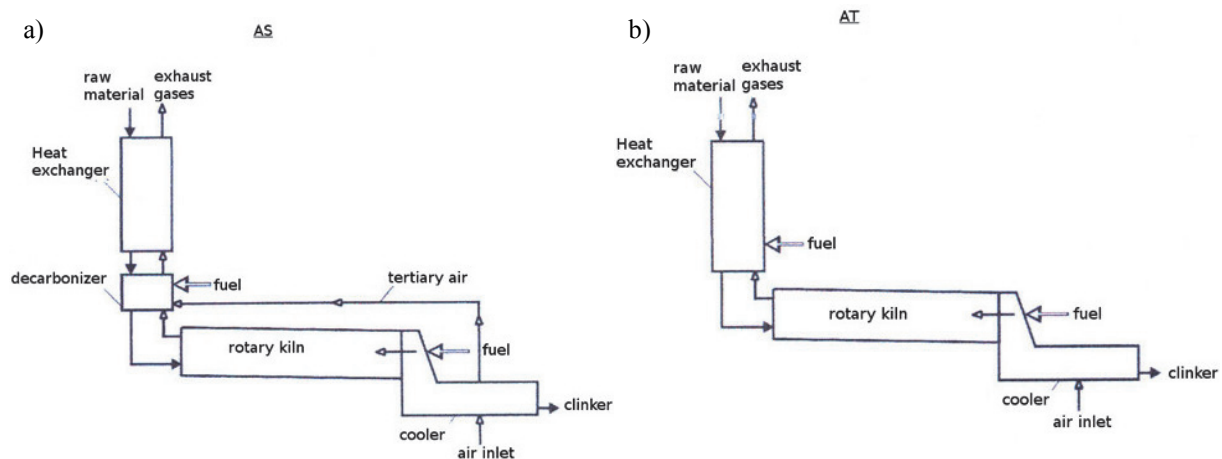 a)
AS
raw
material
exhaust
gases
Heat
exchanger
decarbonizer
fuel
tertiary air
rotary kiln
fuel
clinker
cooler
air inlet
b)
AT
raw
material
exhaust
gases
Heat
exchanger
fuel
rotary kiln
fuel
clinker
cooler
air inlet